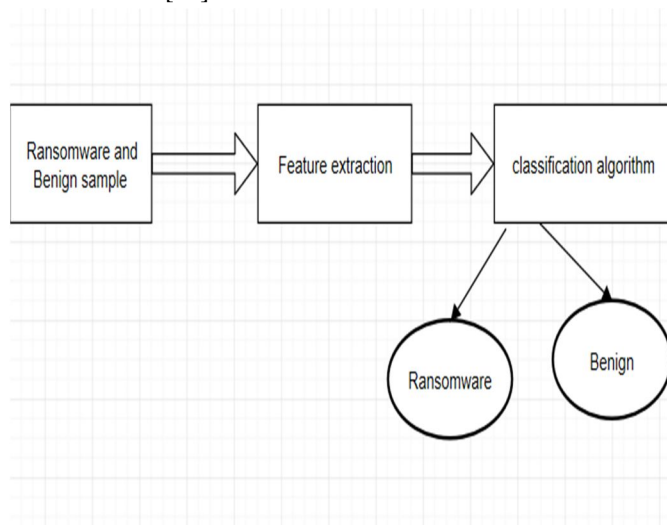 Ransomware and
Benign sample
Feature extraction
classification algorithm
Ransomware
Benign